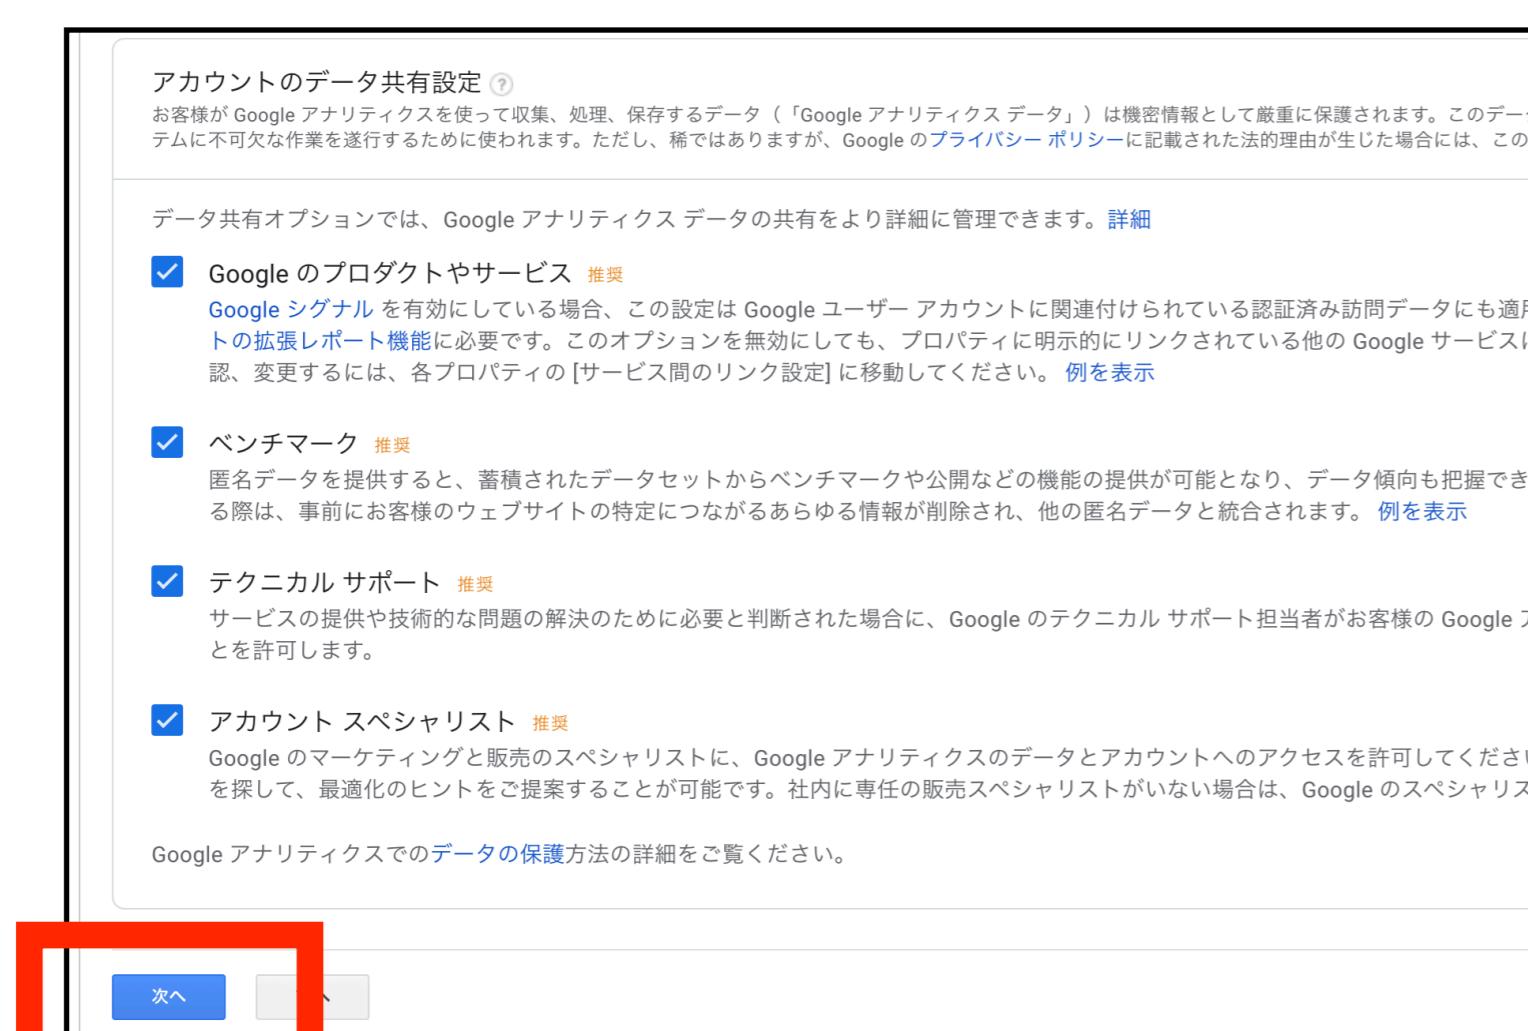 アカウントのデータ共有設定 ?
お客様が Google アナリティクスを使って収集、処理、保存するデータ（「Google アナリティクス データ」）は機密情報として厳重に保護されます。このデー
テムに不可欠な作業を遂行するために使われます。ただし、稀ではありますが、Google のプライバシー ポリシーに記載された法的理由が生じた場合には、この
データ共有オプションでは、Google アナリティクス データの共有をより詳細に管理できます。詳細
Google のプロダクトやサービス 推奨
Google シグナル を有効にしている場合、この設定は Google ユーザー アカウントに関連付けられている認証済み訪問データにも適用
トの拡張レポート機能に必要です。このオプションを無効にしても、プロパティに明示的にリンクされている他の Google サービスに
認、変更するには、各プロパティの [サービス間のリンク設定] に移動してください。 例を表示
ベンチマーク 推奨
匿名データを提供すると、蓄積されたデータセットからベンチマークや公開などの機能の提供が可能となり、データ傾向も把握でき
る際は、事前にお客様のウェブサイトの特定につながるあらゆる情報が削除され、他の匿名データと統合されます。 例を表示
テクニカル サポート 推奨
サービスの提供や技術的な問題の解決のために必要と判断された場合に、Google のテクニカル サポート担当者がお客様の Google ア
とを許可します。
アカウント スペシャリスト 推奨
Google のマーケティングと販売のスペシャリストに、Google アナリティクスのデータとアカウントへのアクセスを許可してください
を探して、最適化のヒントをご提案することが可能です。社内に専任の販売スペシャリストがいない場合は、Google のスペシャリス
Google アナリティクスでのデータの保護方法の詳細をご覧ください。
次へ